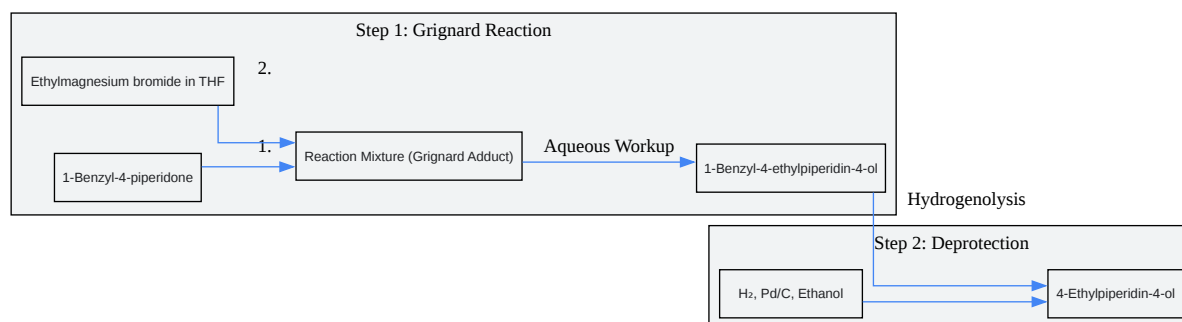 Step 1: Grignard Reaction
2.
Ethylmagnesium bromide in THF
1.
Reaction Mixture (Grignard Adduct)
Aqueous Workup
1-Benzyl-4-piperidone
1-Benzyl-4-ethylpiperidin-4-ol
Hydrogenolysis
Step 2: Deprotection
H₂, Pd/C, Ethanol
4-Ethylpiperidin-4-ol